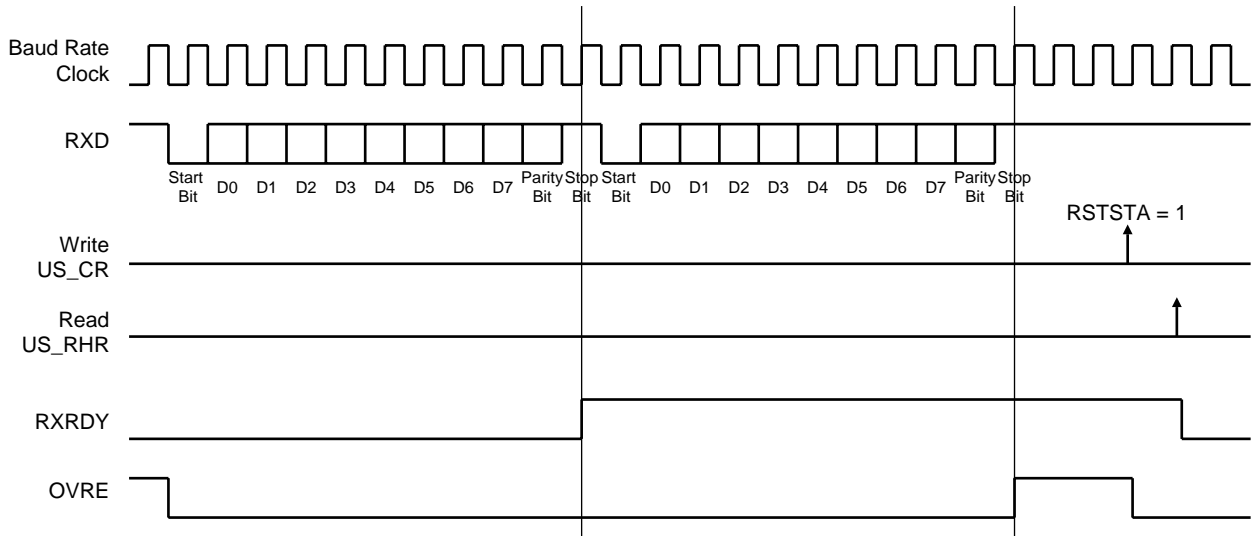 Baud Rate
Clock
RXD
Start
Bit
D0
D1
D2
D3
D4
D5
D6
D7
Parity
Bit
Stop
Bit
Start
Bit
D0
D1
D2
D3
D4
D5
D6
D7
Parity
Bit
Stop
Bit
RSTSTA = 1
Write
US_CR
Read
US_RHR
RXRDY
OVRE